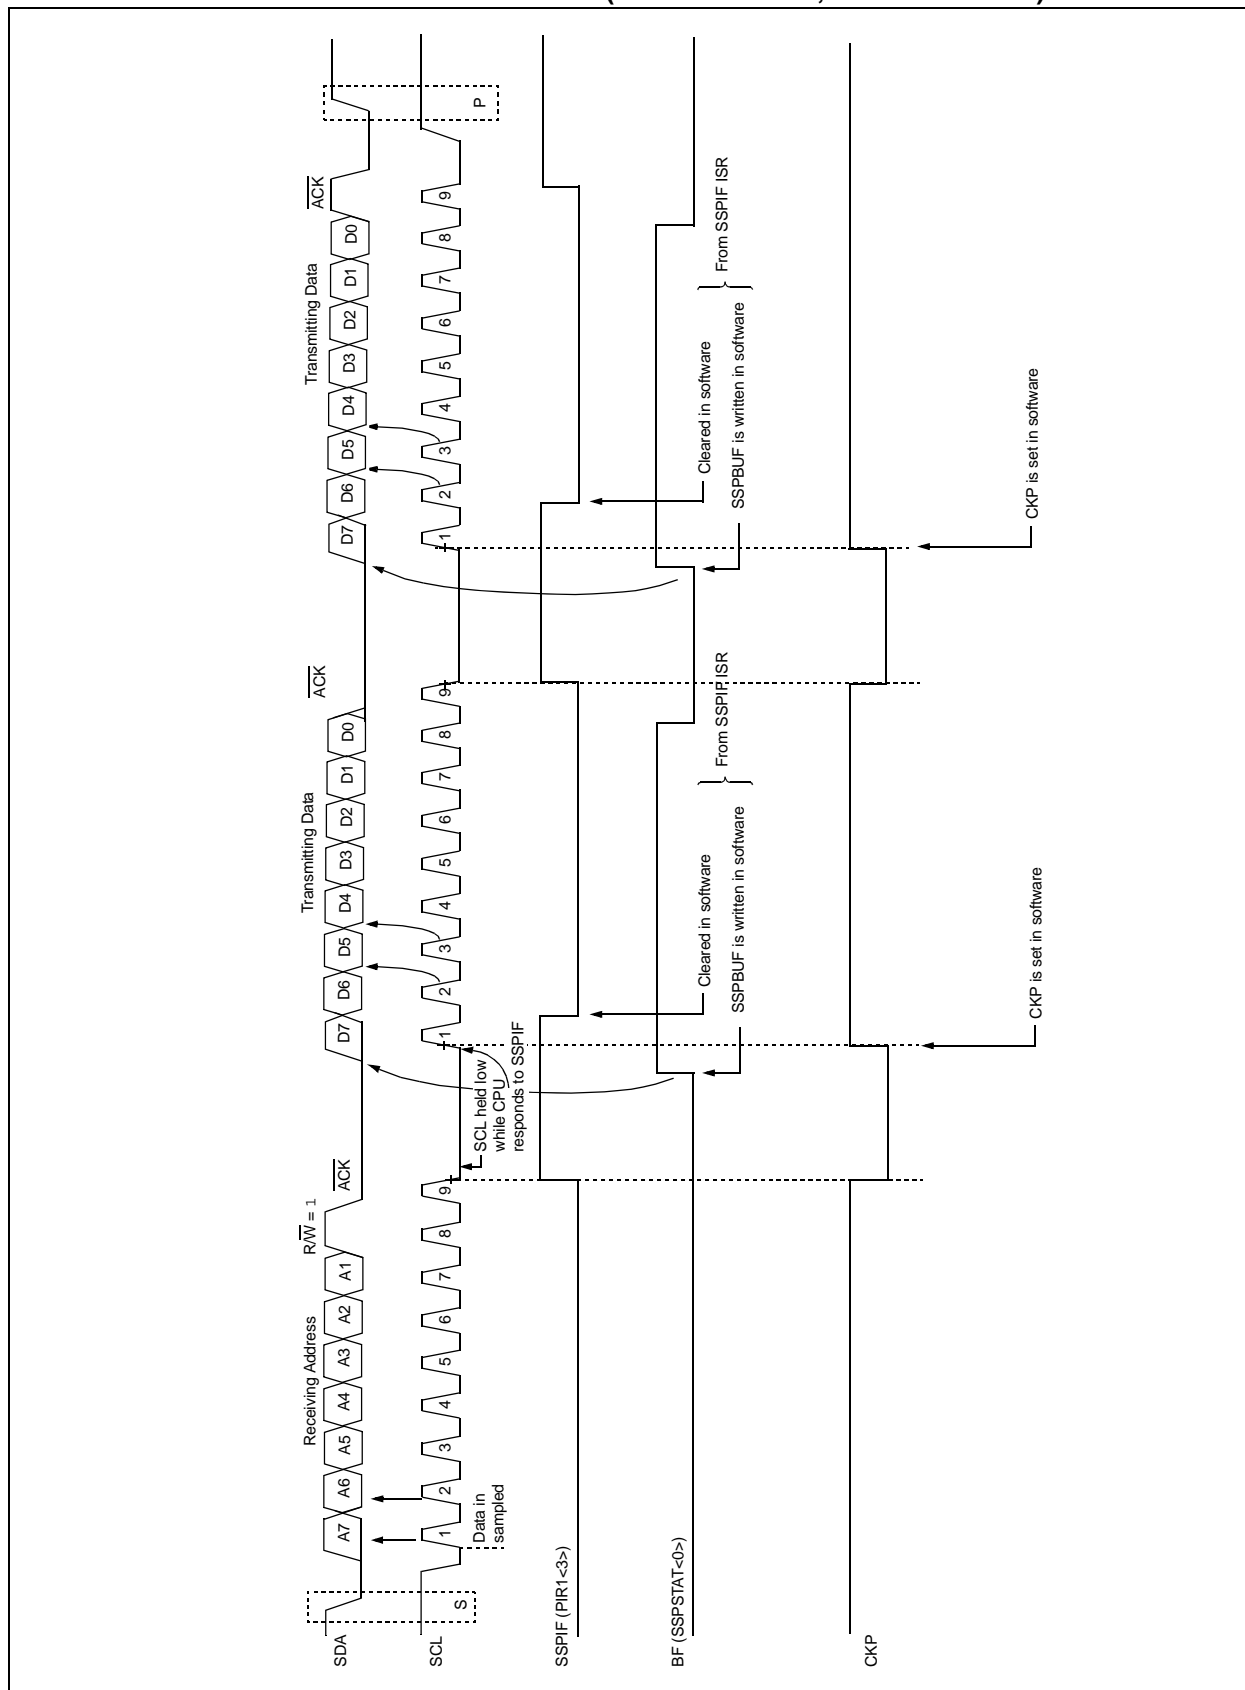 Receiving Address
R/W = 1
ACK
Transmitting Data
ACK
Transmitting Data
ACK
SDA
A7
A6
A5
A4
A3
A2
A1
D7
D6
D5
D4
D3
D2
D1
D0
D7
D6
D5
D4
D3
D2
D1
D0
SCL
S
1
2
3
4
5
6
7
8
9
1
2
3
4
5
6
7
8
9
1
2
3
4
5
6
7
8
9
P
Data in
sampled
SCL held low
while CPU
responds to SSPIF
SSPIF (PIR1<3>)
BF (SSPSTAT<0>)
Cleared in software
SSPBUF is written in software
From SSPIF ISR
Cleared in software
SSPBUF is written in software
From SSPIF ISR
CKP
CKP is set in software
CKP is set in software